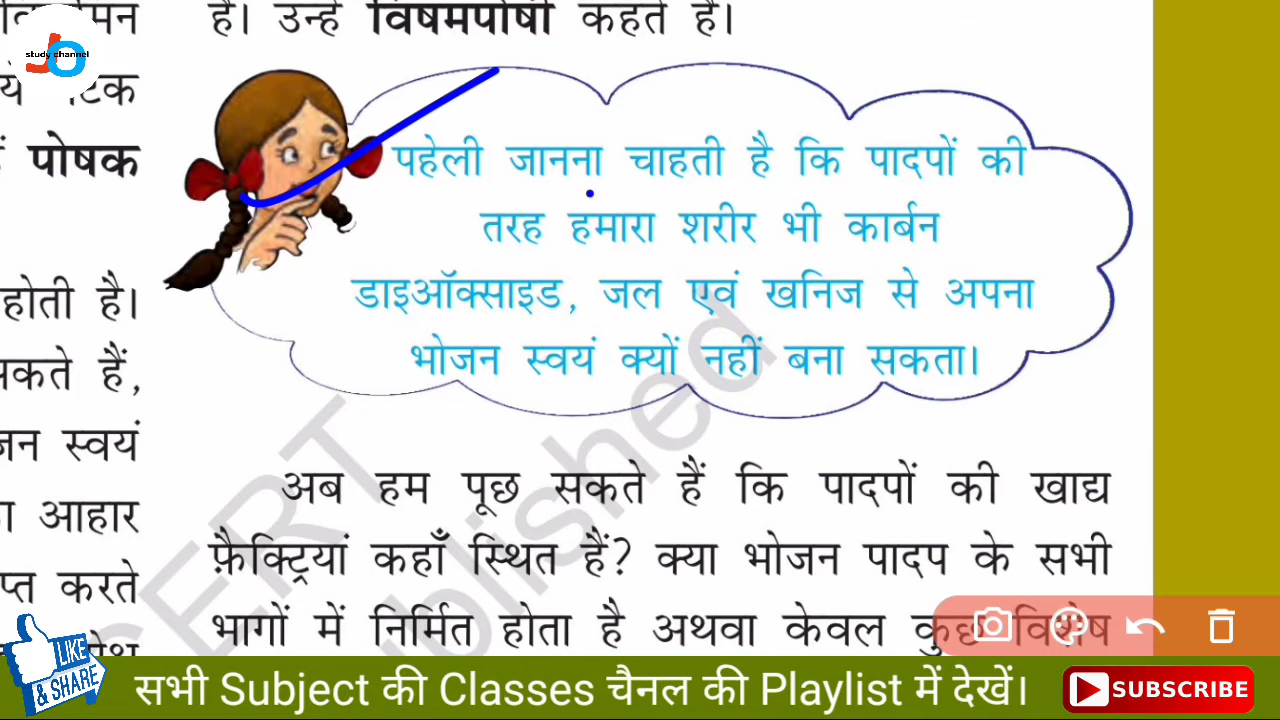 study channel
JO
है। उन्हें विषमपोषी कहते हैं।
पोषक
होती है।
सकते हैं,
स्वयं
आहार
करते
पहेली जानना चाहती है कि पादपों की
तरह हमारा शरीर भी कार्बन
डाइऑक्साइड, जल एवं खनिज से अपना
भोजन स्वयं क्यों नहीं बना सकता।
अब हम पूछ सकते हैं कि पादपों की खाद्य
फ़ैक्ट्रियां कहाँ स्थित हैं? क्या भोजन पादप के सभी
भागों में निर्मित होता है अथवा केवल कुछ विशेष
LIKE
& SHARE
सभी Subject की Classes चैनल की Playlist में देखें।
SUBSCRIBE